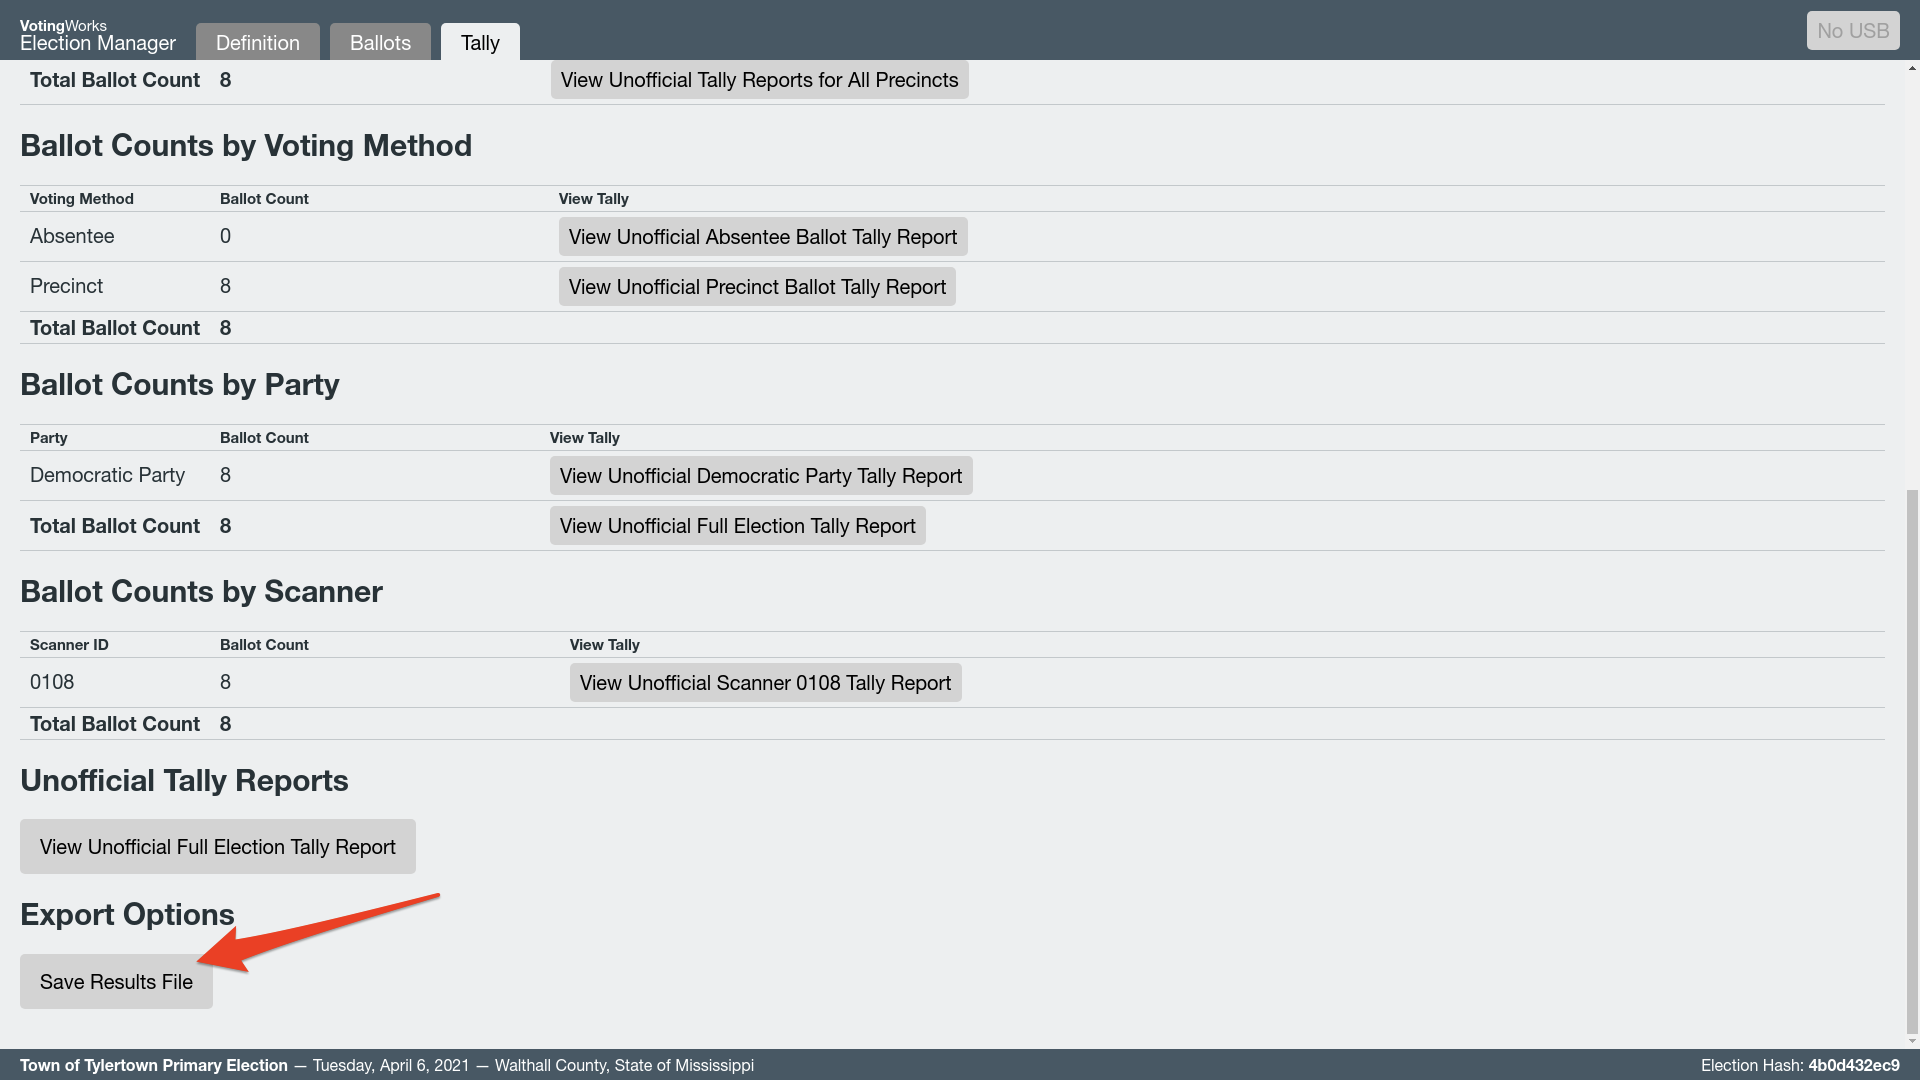 VotingWorks
Election Manager
Definition
Ballots
Tally
No USB
Total Ballot Count 8 View Unofficial Tally Reports for All Precincts
Ballot Counts by Voting Method
Voting Method Ballot Count View Tally
Absentee 0 View Unofficial Absentee Ballot Tally Report
Precinct 8 View Unofficial Precinct Ballot Tally Report
Total Ballot Count 8
Ballot Counts by Party
Party Ballot Count View Tally
Democratic Party 8 View Unofficial Democratic Party Tally Report
Total Ballot Count 8 View Unofficial Full Election Tally Report
Ballot Counts by Scanner
Scanner ID Ballot Count View Tally
0108 8 View Unofficial Scanner 0108 Tally Report
Total Ballot Count 8
Unofficial Tally Reports
View Unofficial Full Election Tally Report
Export Options
Save Results File
Town of Tylertown Primary Election — Tuesday, April 6, 2021 — Walthall County, State of Mississippi
Election Hash: 4b0d432ec9